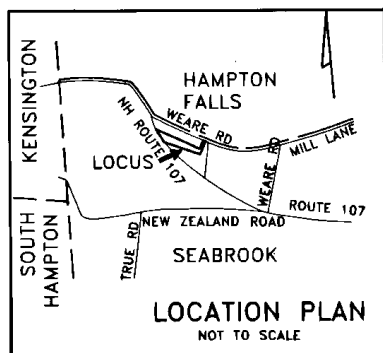 KENSINGTON
HAMPTON
FALLS
WEARE RD
NH ROUTE 107
LOCUS
WEARE RD
MILL LANE
ROUTE 107
NEW ZEALAND ROAD
SOUTH
HAMPTON
TRUE RD
SEABROOK
LOCATION PLAN
NOT TO SCALE